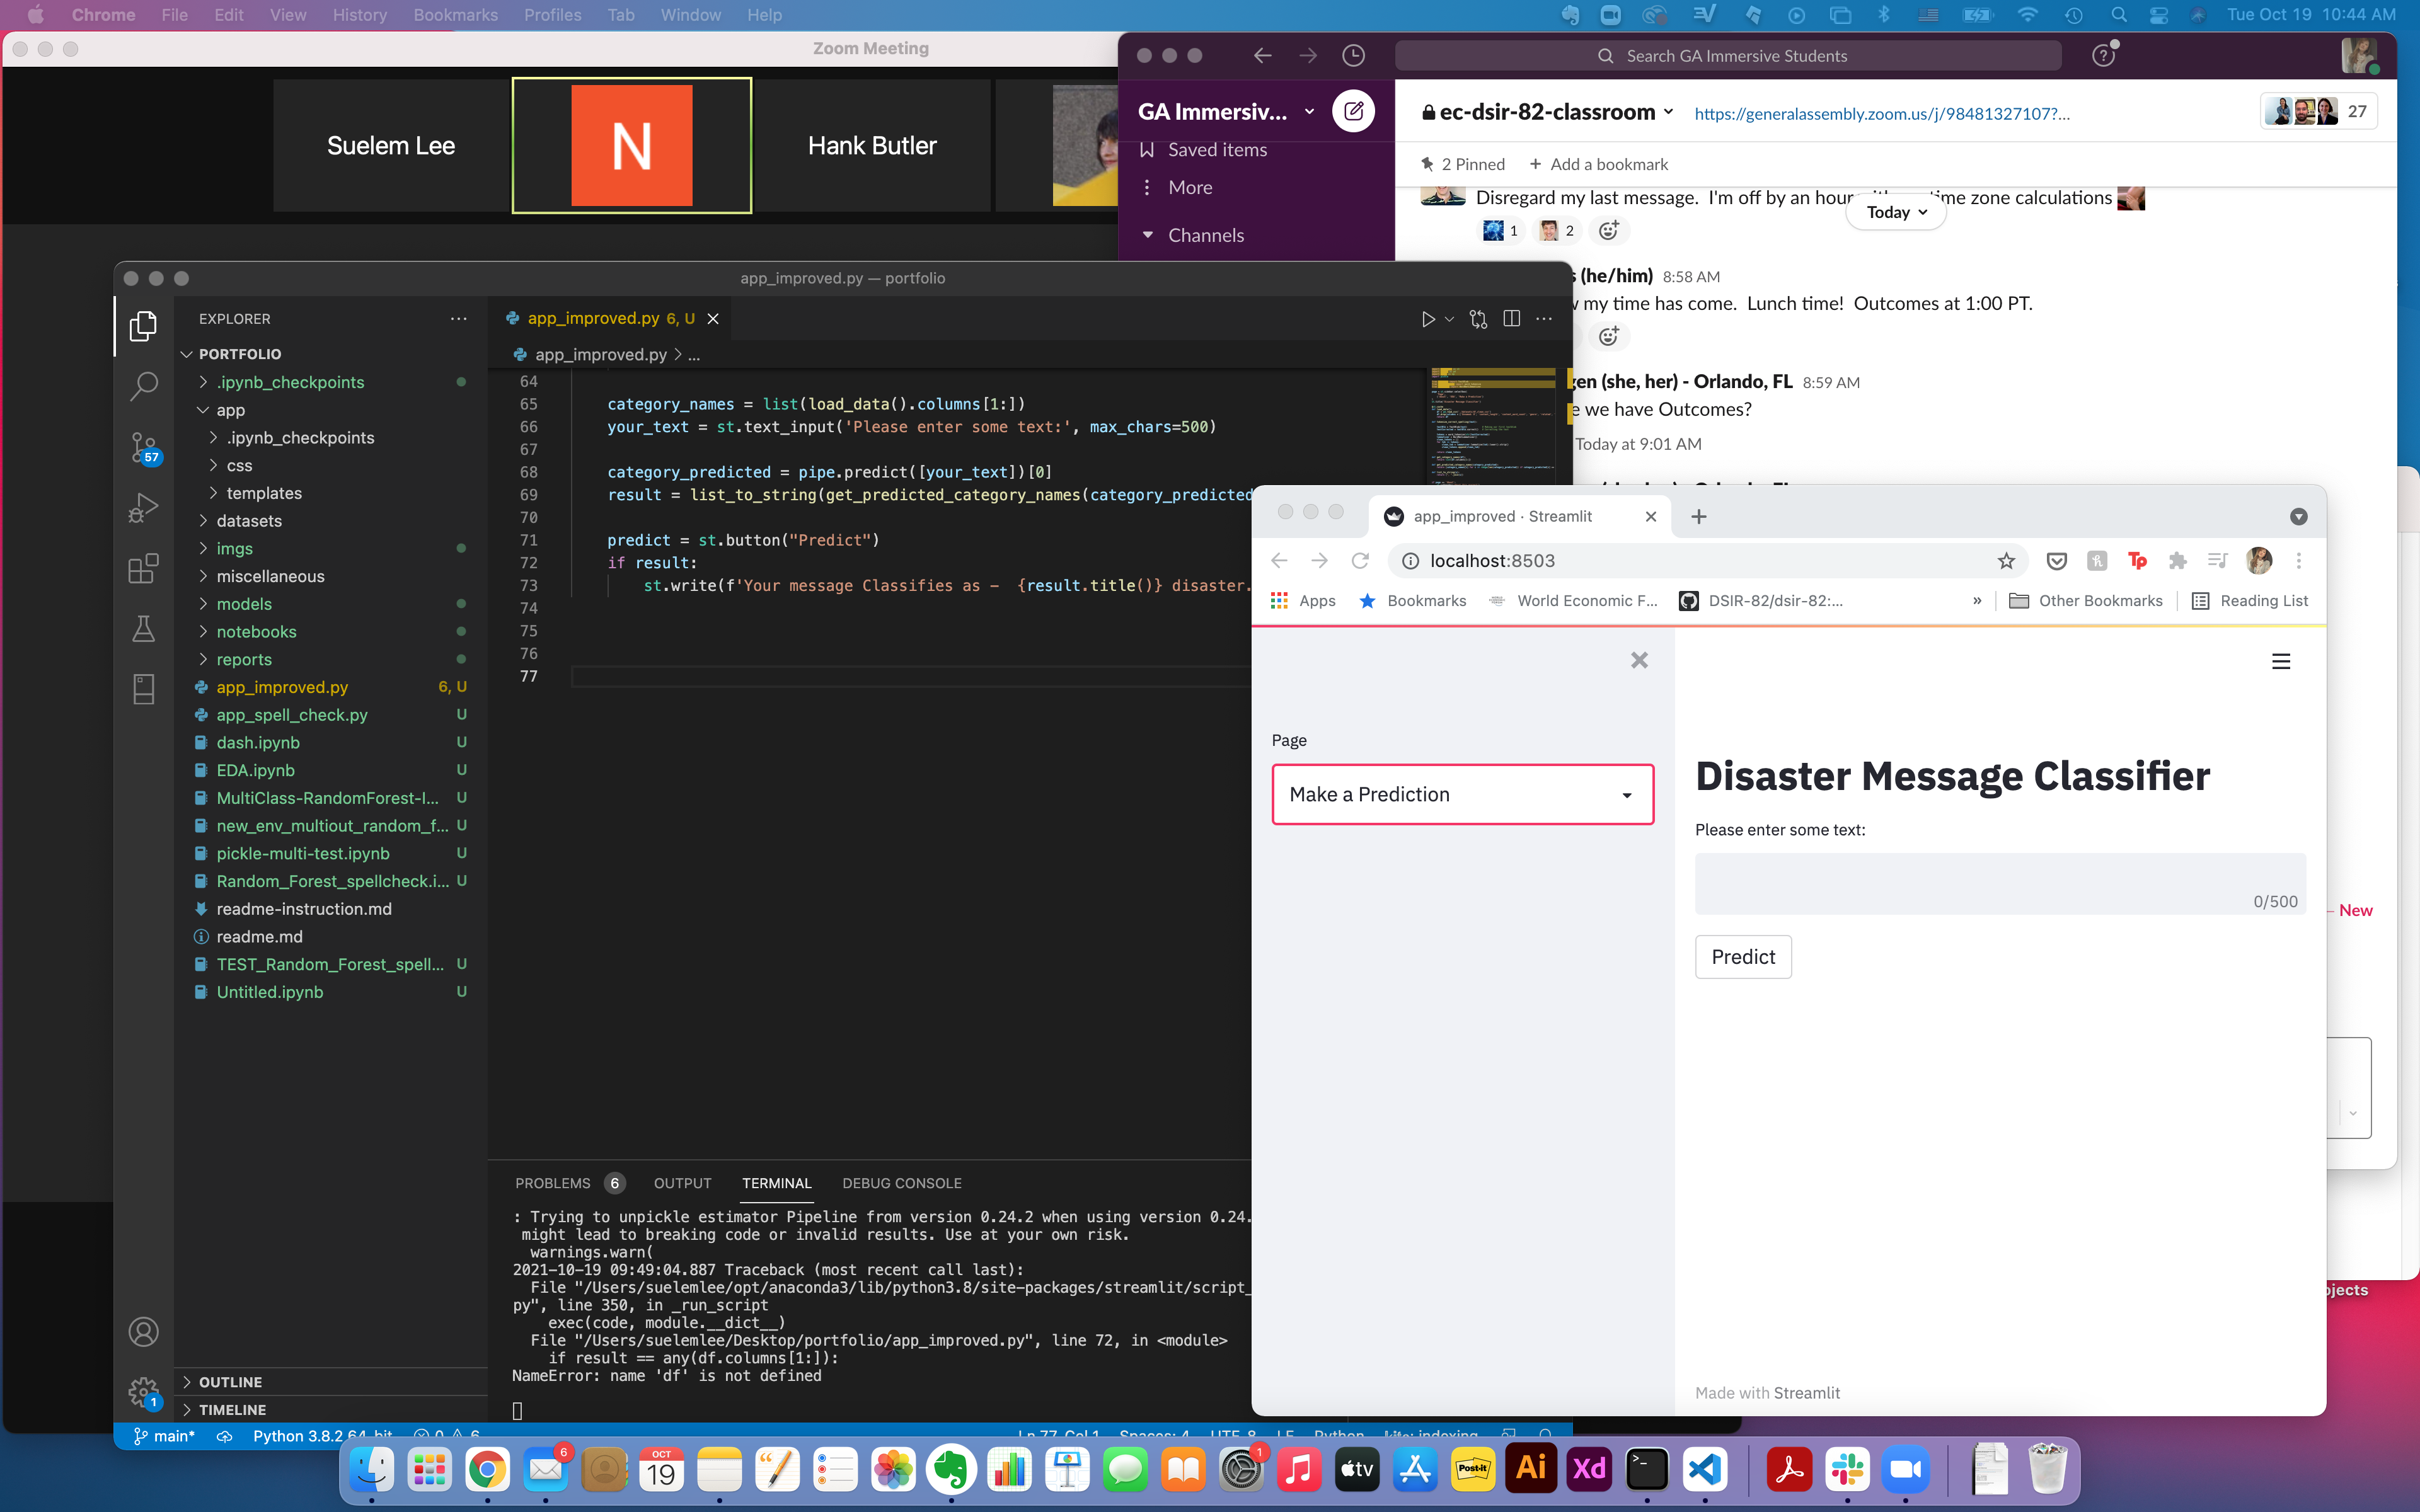 Chrome File Edit View History Bookmarks Profiles Tab Window Help
Tue Oct 19 10:44 AM
Zoom Meeting
Suelem Lee
N
Hank Butler
Search GA Immersive Students
GA Immersiv...
Saved items
More
Channels
ec-dsir-82-classroom
https://generalassembly.zoom.us/j/98481327107?...
27
2 Pinned
Add a bookmark
Disregard my last message. I'm off by an hour time zone calculations
Today
1
2
(he/him) 8:58 AM
my time has come. Lunch time! Outcomes at 1:00 PT.
(she, her) - Orlando, FL 8:59 AM
we have Outcomes?
Today at 9:01 AM
New
app_improved.py — portfolio
EXPLORER
PORTFOLIO
.ipynb_checkpoints
app
.ipynb_checkpoints
css
templates
datasets
imgs
miscellaneous
models
notebooks
reports
app_improved.py 6, U
app_spell_check.py U
dash.ipynb U
EDA.ipynb U
MultiClass-RandomForest-I... U
new_env_multiout_random_f... U
pickle-multi-test.ipynb U
Random_Forest_spellcheck.i... U
readme-instruction.md
readme.md
TEST_Random_Forest_spell... U
Untitled.ipynb U
OUTLINE
TIMELINE
57
1
app_improved.py 6, U
app_improved.py > ...
64
65 category_names = list(load_data().columns[1:])
66 your_text = st.text_input('Please enter some text:', max_chars=500)
67
68 category_predicted = pipe.predict([your_text])[0]
69 result = list_to_string(get_predicted_category_names(category_predicted
70
71 predict = st.button("Predict")
72 if result:
73 st.write(f'Your message Classifies as - {result.title()} disaster.
74
75
76
77
PROBLEMS 6 OUTPUT TERMINAL DEBUG CONSOLE
: Trying to unpickle estimator Pipeline from version 0.24.2 when using version 0.24.
might lead to breaking code or invalid results. Use at your own risk.
warnings.warn(
2021-10-19 09:49:04.887 Traceback (most recent call last):
File "/Users/suelemlee/opt/anaconda3/lib/python3.8/site-packages/streamlit/script_
py", line 350, in _run_script
exec(code, module.__dict__)
File "/Users/suelemlee/Desktop/portfolio/app_improved.py", line 72, in <module>
if result == any(df.columns[1:]):
NameError: name 'df' is not defined
main* Python 3.8.2 64-bit 0 6
Ln 77, Col 1 Spaces: 4 UTF-8 LF Python kite: indexing
app_improved · Streamlit
localhost:8503
Apps Bookmarks World Economic F... DSIR-82/dsir-82:... » Other Bookmarks Reading List
Page
Make a Prediction
Disaster Message Classifier
Please enter some text:
0/500
Predict
Made with Streamlit
6
OCT
19
1
tv
Post-it
Ai
Xd